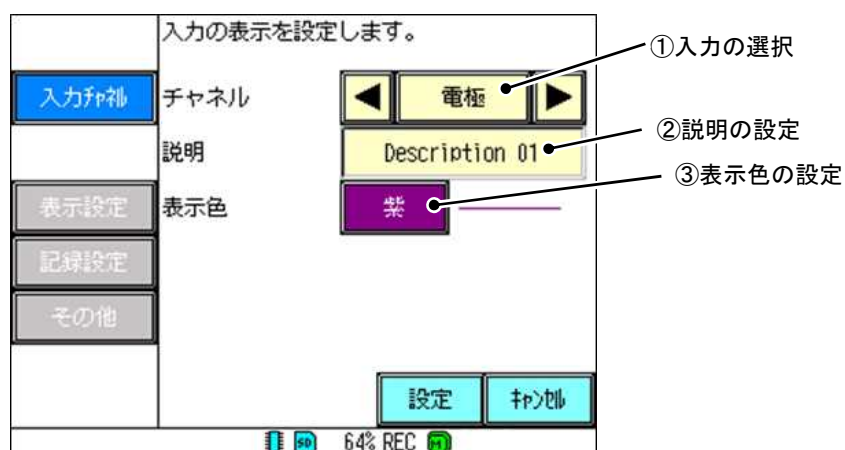 入力の表示を設定します。
①入力の選択
入力ﾁｬﾈﾙ
チャネル
◀ 電極 ▶
②説明の設定
説明
Description 01
③表示色の設定
表示設定
表示色
紫
記録設定
その他
設定
ｷｬﾝｾﾙ
SD 64% REC M